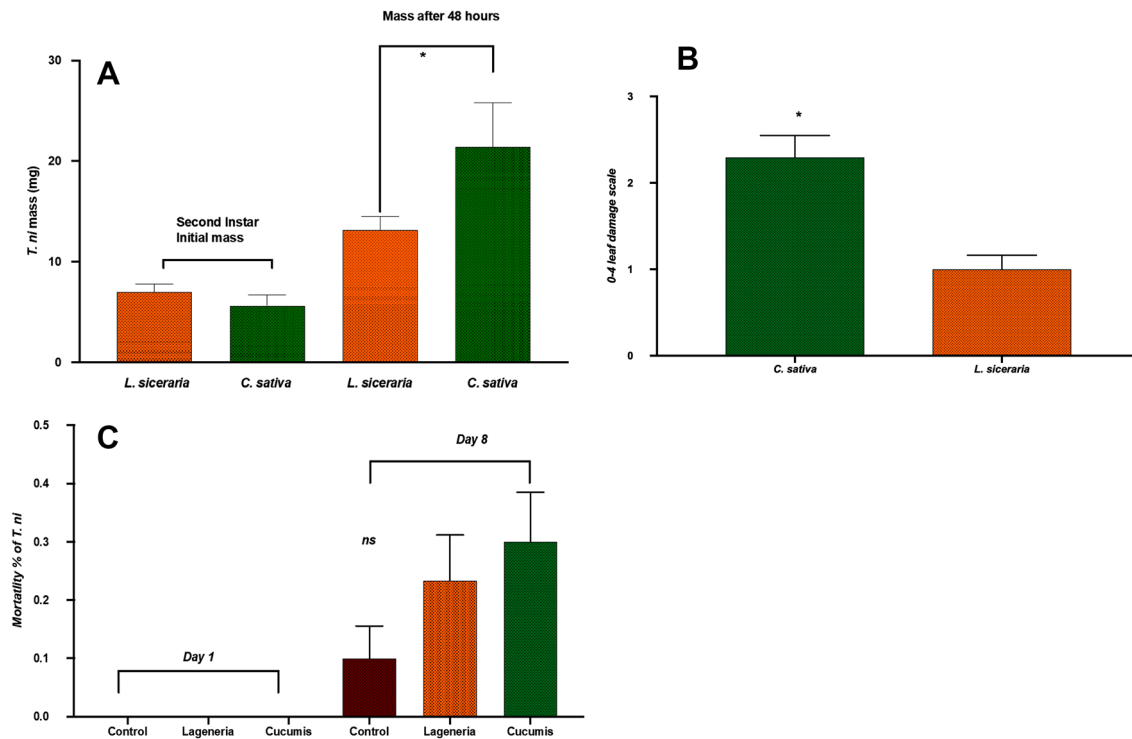 Mass after 48 hours
A
*
30
20
10
0
T. ni mass (mg)
Second Instar
Initial mass
L. siceraria
C. sativa
L. siceraria
C. sativa
B
*
3
2
1
0
0-4 leaf damage scale
C. sativa
L. siceraria
C
Day 8
0.5
0.4
0.3
0.2
0.1
0.0
Mortatlity % of T. ni
ns
Day 1
Control
Lageneria
Cucumis
Control
Lageneria
Cucumis